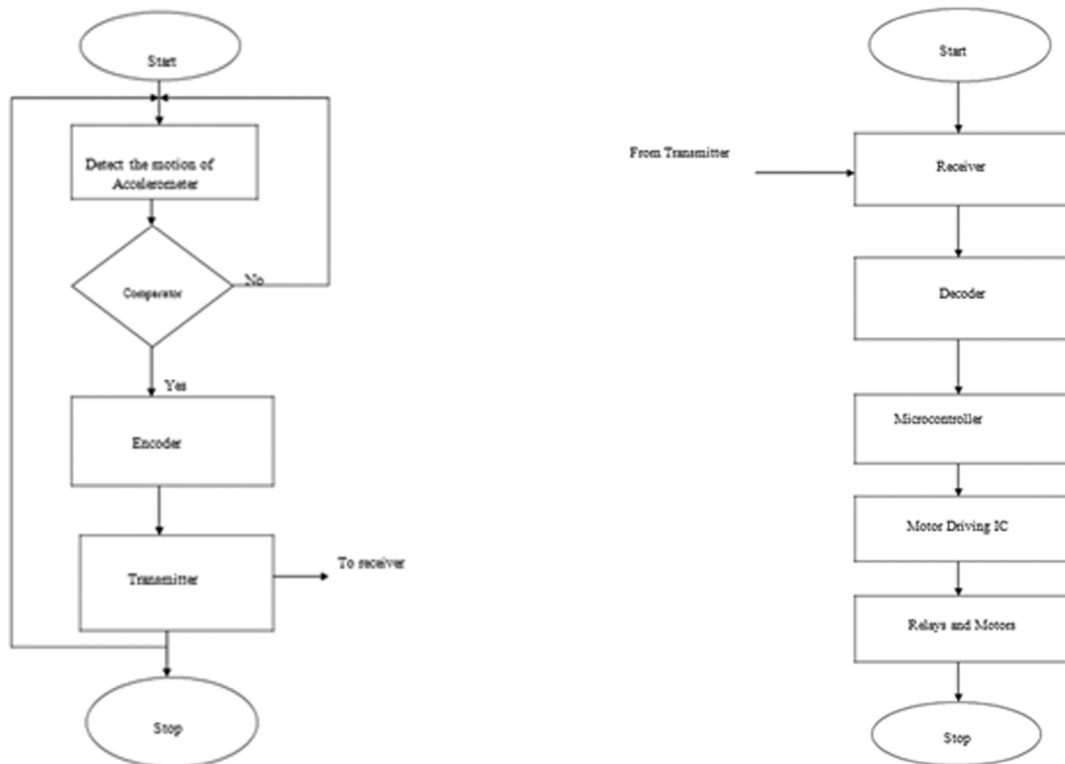 Start
Detect the motion of
Accelerometer
Comparator
No
Yes
Encoder
Transmitter
To receiver
Stop
Start
From Transmitter
Receiver
Decoder
Microcontroller
Motor Driving IC
Relays and Motors
Stop